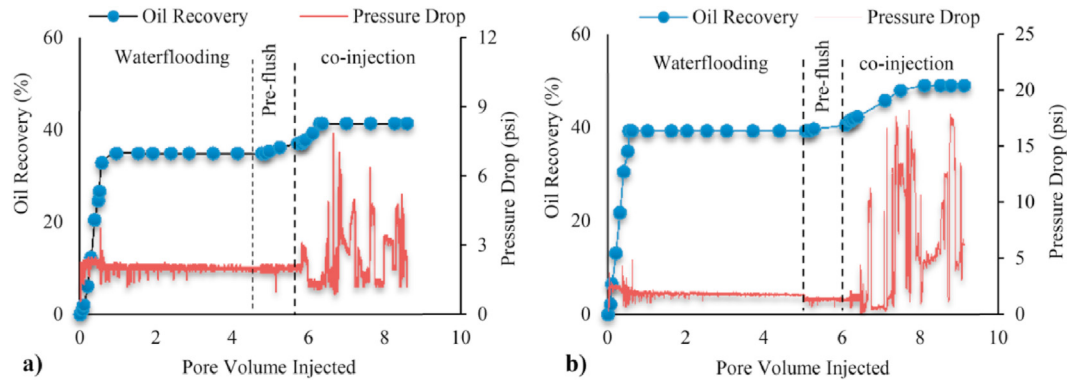 Oil Recovery Pressure Drop
60
40
20
0
Oil Recovery (%)
Waterflooding
Pre-flush
co-injection
12
9
6
3
0
Pressure Drop (psi)
0 2 4 6 8 10
Pore Volume Injected
a)
Oil Recovery Pressure Drop
60
40
20
0
Oil Recovery (%)
Waterflooding
Pre-flush
co-injection
25
20
15
10
5
0
Pressure Drop (psi)
0 2 4 6 8 10
Pore Volume Injected
b)